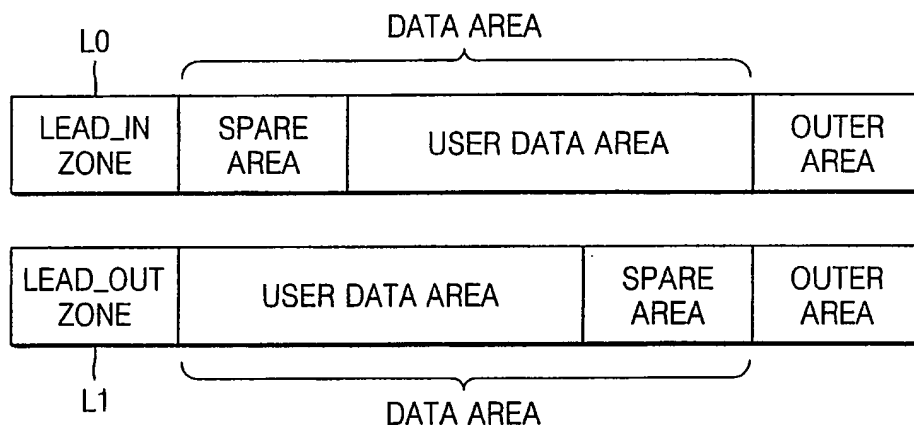 DATA AREA
L0
LEAD_IN
ZONE
SPARE
AREA
USER DATA AREA
OUTER
AREA
LEAD_OUT
ZONE
USER DATA AREA
SPARE
AREA
OUTER
AREA
L1
DATA AREA